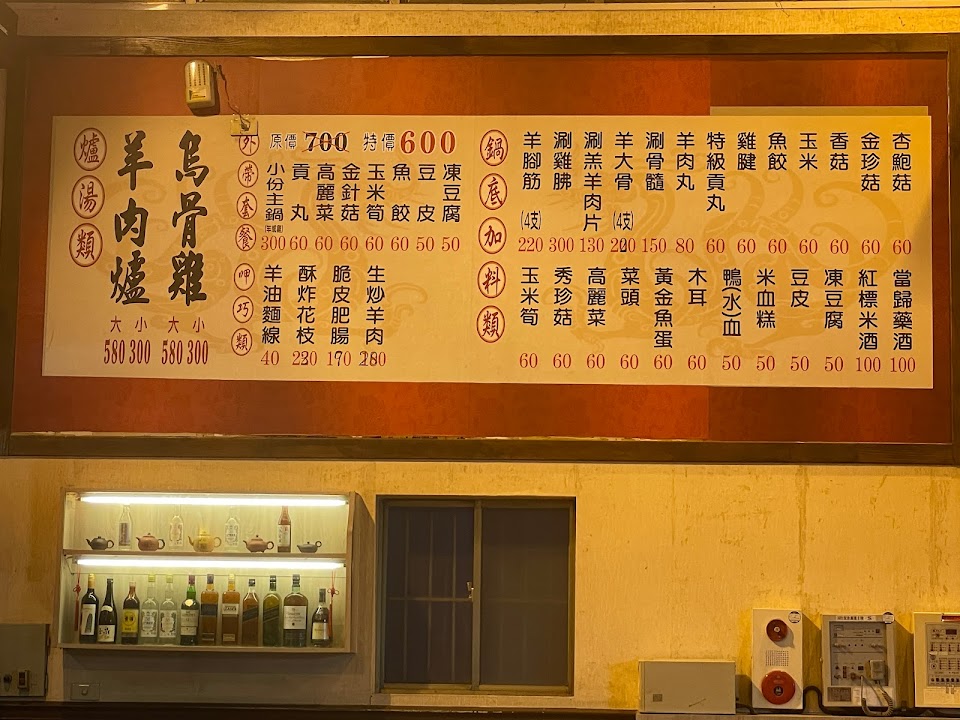 爐湯類
羊肉爐
大 580
小 300
烏骨雞
大 580
小 300
外帶套餐
原價 700 特價 600
小份主鍋(羊或雞) 300
貢丸 60
高麗菜 60
金針菇 60
玉米筍 60
魚餃 60
豆皮 50
凍豆腐 50
呷巧類
羊油麵線 40
酥炸花枝 220
脆皮肥腸 170
生炒羊肉 180
鍋底加料類
羊腳筋(4支) 220
涮雞胇 300
涮羔羊肉片 130
羊大骨(4支) 200
涮骨髓 150
羊肉丸 80
特級貢丸 60
雞腱 60
魚餃 60
玉米 60
香菇 60
金珍菇 60
杏鮑菇 60
玉米筍 60
秀珍菇 60
高麗菜 60
菜頭 60
黃金魚蛋 60
木耳 60
鴨(水)血 50
米血糕 50
豆皮 50
凍豆腐 50
紅標米酒 100
當歸藥酒 100